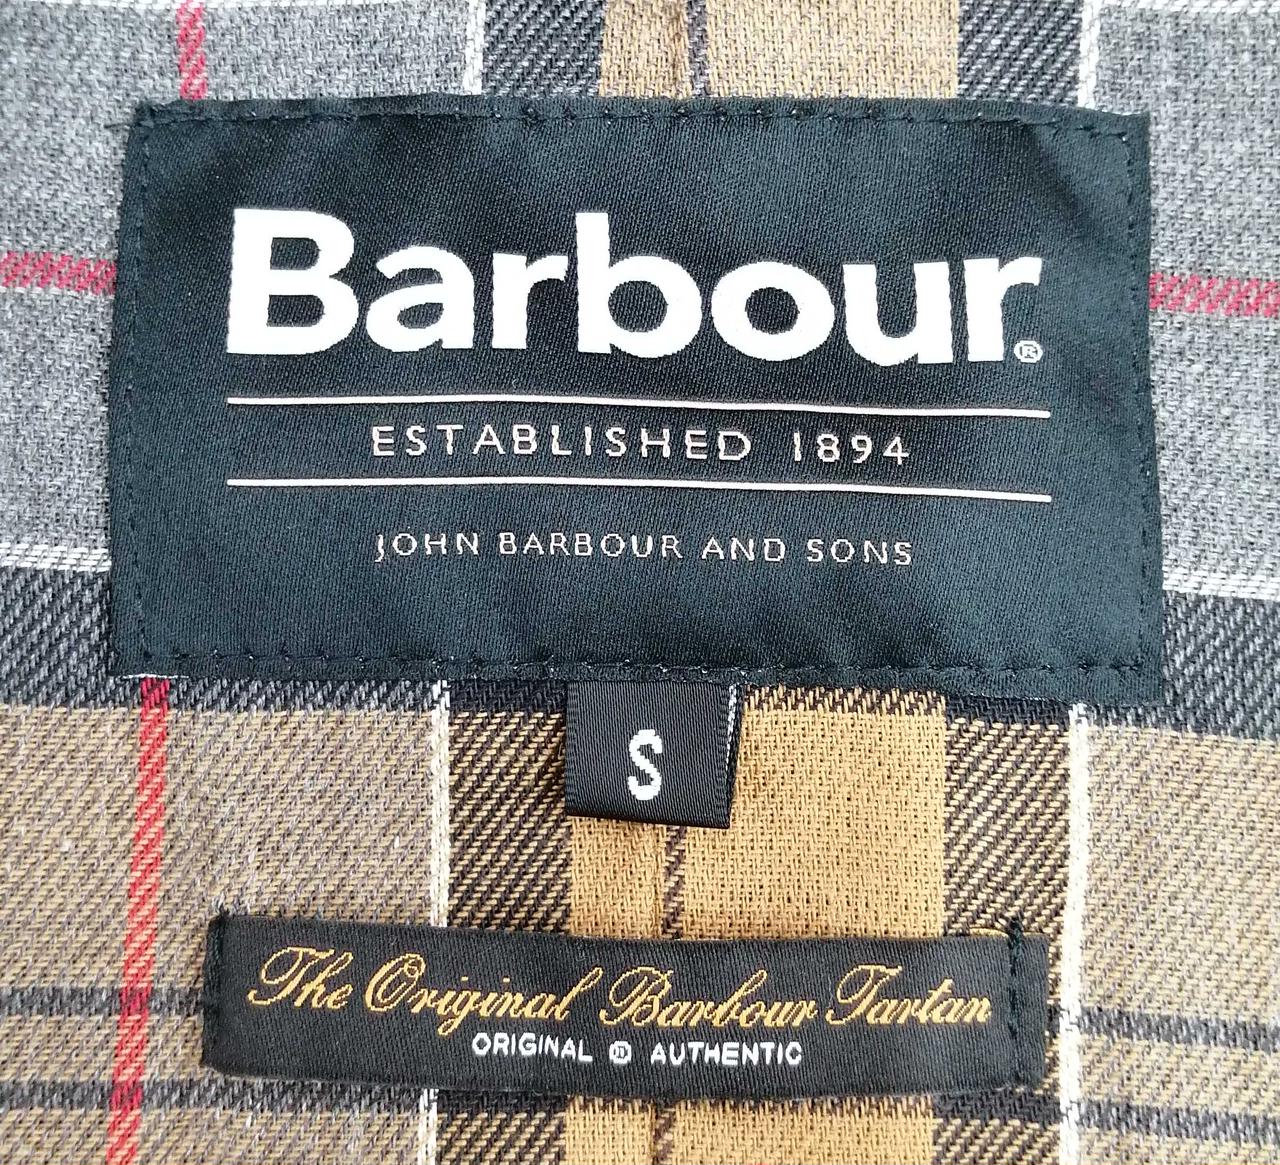 Barbour®
ESTABLISHED 1894
JOHN BARBOUR AND SONS
S
The Original Barbour Tartan
ORIGINAL ® AUTHENTIC